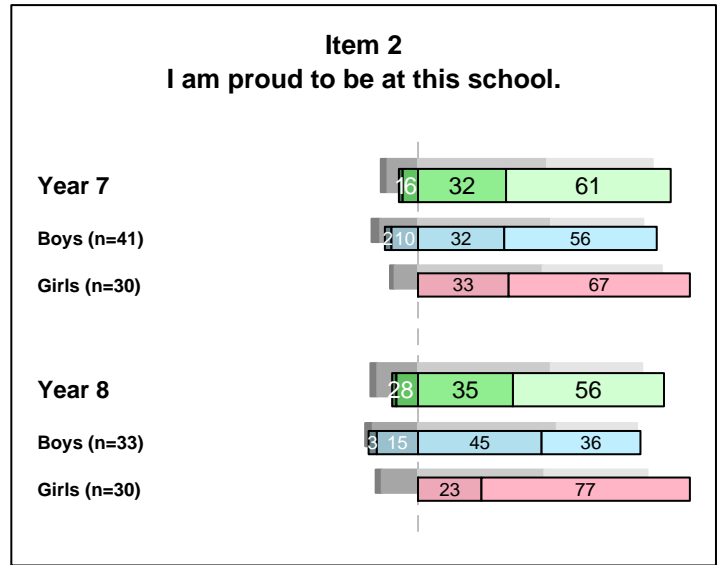 Item 2
I am proud to be at this school.
Year 7 1 6 32 61
Boys (n=41) 2 10 32 56
Girls (n=30) 33 67
Year 8 2 8 35 56
Boys (n=33) 3 15 45 36
Girls (n=30) 23 77